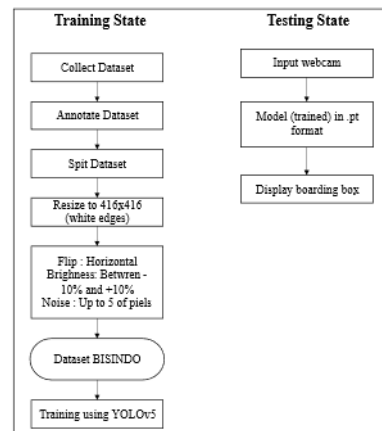 Training State
Collect Dataset
Annotate Dataset
Spit Dataset
Resize to 416x416
(white edges)
Flip : Horizontal
Brighness: Betwren -
10% and +10%
Noise : Up to 5 of piels
Dataset BISINDO
Training using YOLOv5
Testing State
Input webcam
Model (trained) in .pt
format
Display boarding box